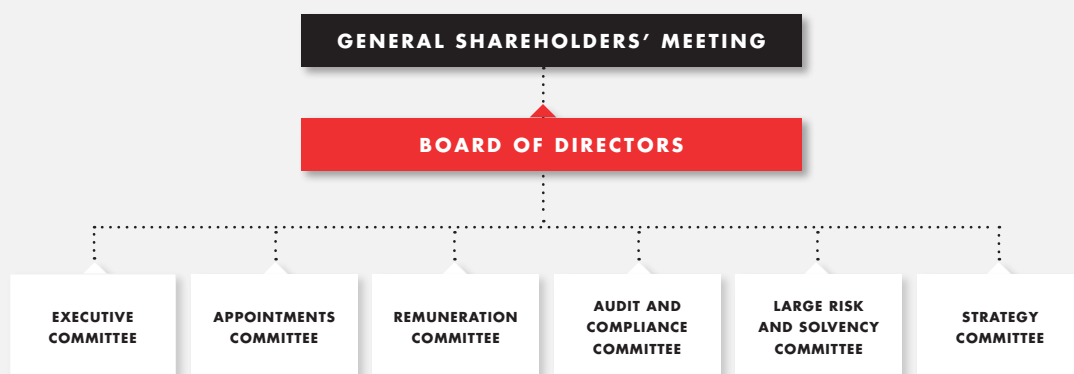 GENERAL SHAREHOLDERS’ MEETING
BOARD OF DIRECTORS
EXECUTIVE
COMMITTEE
APPOINTMENTS
COMMITTEE
REMUNERATION
COMMITTEE
AUDIT AND
COMPLIANCE
COMMITTEE
LARGE RISK
AND SOLVENCY
COMMITTEE
STRATEGY
COMMITTEE